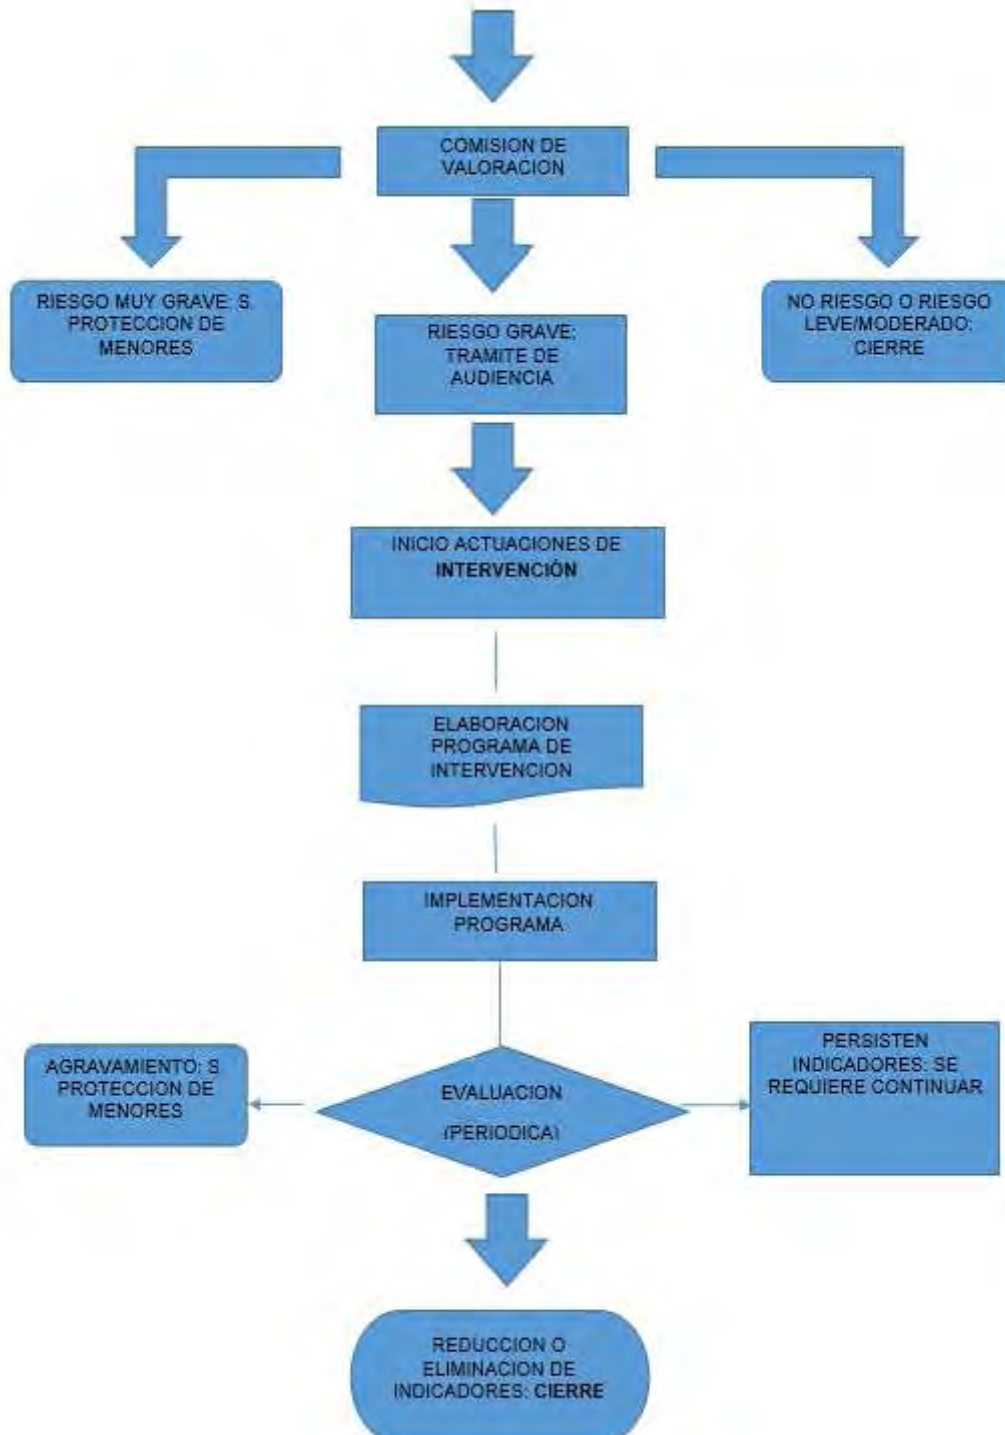 COMISION DE
VALORACION
RIESGO MUY GRAVE: S.
PROTECCION DE
MENORES
RIESGO GRAVE:
TRAMITE DE
AUDIENCIA
NO RIESGO O RIESGO
LEVE/MODERADO:
CIERRE
INICIO ACTUACIONES DE
INTERVENCIÓN
ELABORACION
PROGRAMA DE
INTERVENCION
IMPLEMENTACION
PROGRAMA
AGRAVAMIENTO: S
PROTECCION DE
MENORES
EVALUACION
(PERIODICA)
PERSISTEN
INDICADORES: SE
REQUIERE CONTINUAR
REDUCCION O
ELIMINACION DE
INDICADORES: CIERRE